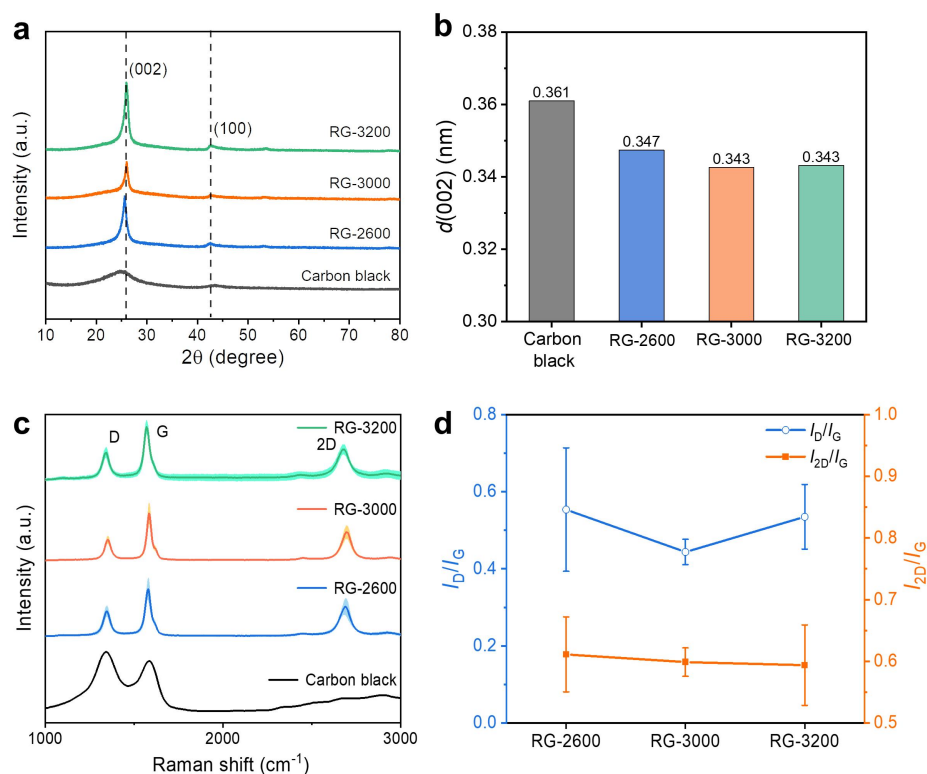 a
(002)
(100)
RG-3200
RG-3000
RG-2600
Carbon black
Intensity (a.u.)
10 20 30 40 50 60 70 80
2θ (degree)
b
0.38
0.36
0.34
0.32
0.30
d(002) (nm)
0.361
0.347
0.343
0.343
Carbon black
RG-2600
RG-3000
RG-3200
c
D
G
2D
RG-3200
RG-3000
RG-2600
Carbon black
Intensity (a.u.)
1000 2000 3000
Raman shift (cm-1)
d
0.8
0.6
0.4
0.2
0.0
ID/IG
ID/IG
I2D/IG
1.0
0.9
0.8
0.7
0.6
0.5
I2D/IG
RG-2600 RG-3000 RG-3200